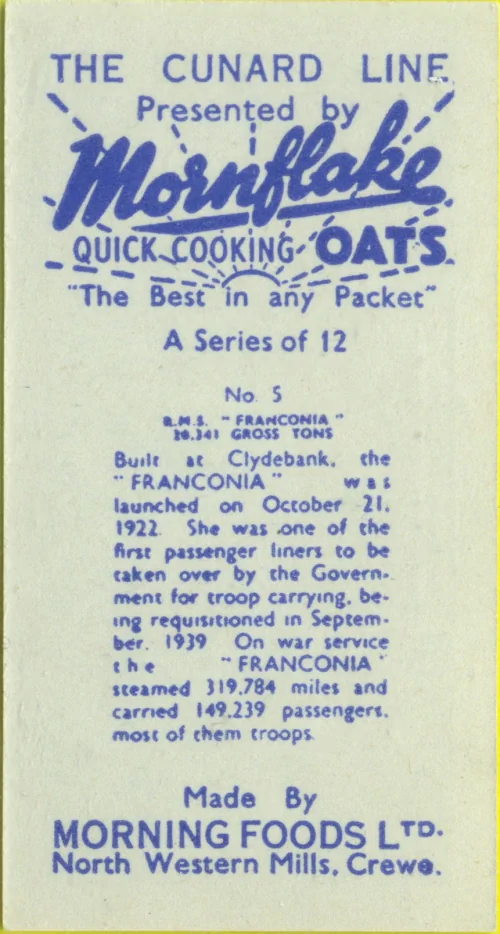 THE CUNARD LINE
Presented by
Mornflake
QUICK COOKING OATS.
"The Best in any Packet"
A Series of 12
No. 5
R.M.S. "FRANCONIA"
20,341 GROSS TONS
Built at Clydebank, the
"FRANCONIA" was
launched on October 21,
1922. She was one of the
first passenger liners to be
taken over by the Govern-
ment for troop carrying, be-
ing requisitioned in Septem-
ber, 1939 On war service
the "FRANCONIA"
steamed 319,784 miles and
carried 149,239 passengers,
most of them troops.
Made By
MORNING FOODS LTD.
North Western Mills, Crewe.